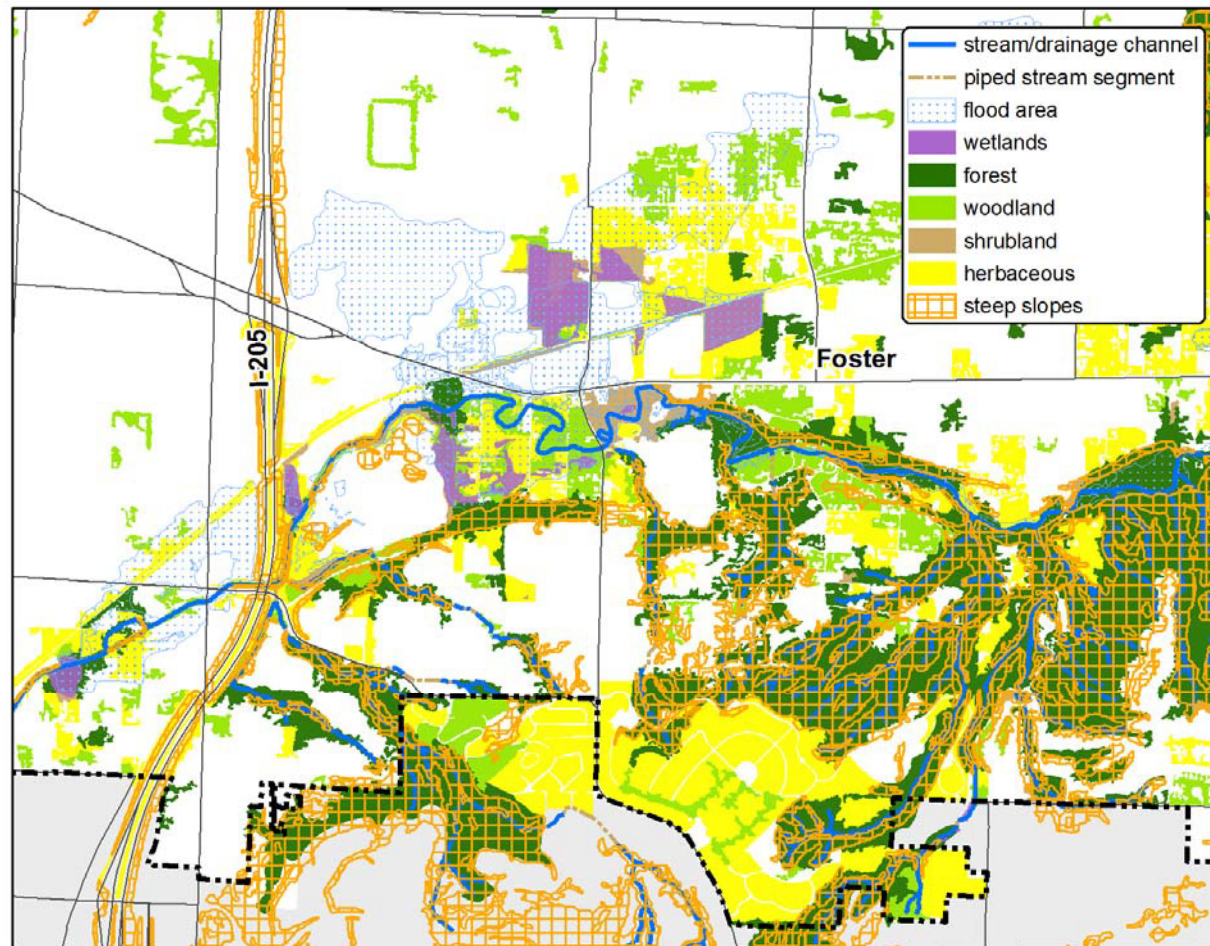 stream/drainage channel
piped stream segment
flood area
wetlands
forest
woodland
shrubland
herbaceous
steep slopes
I-205
Foster